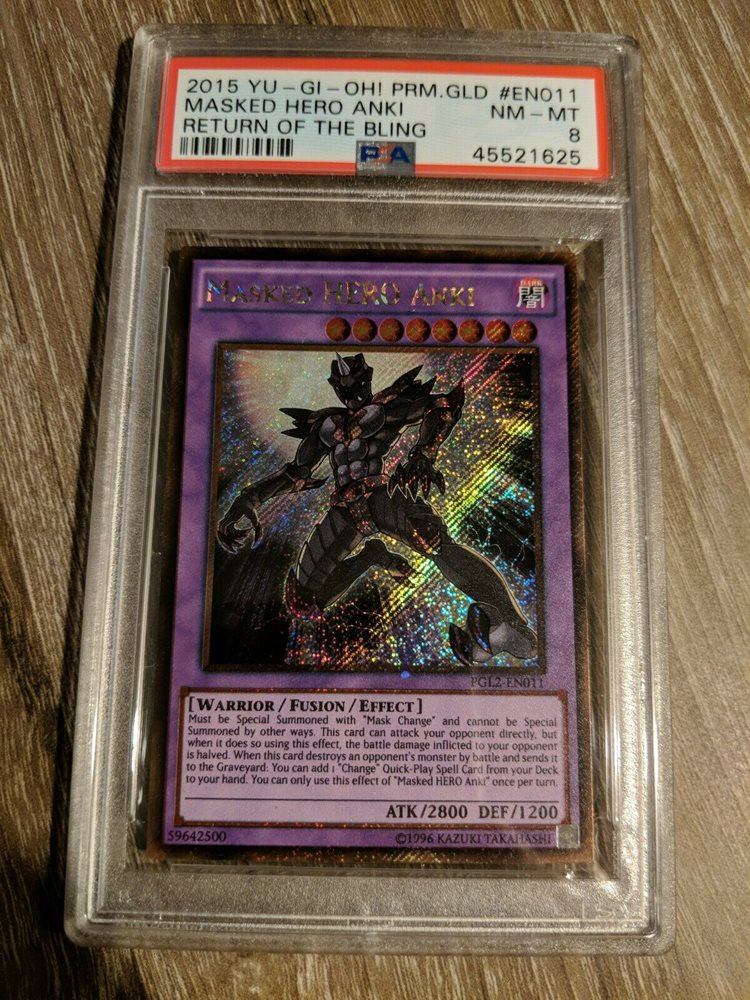 2015 YU-GI-OH! PRM.GLD #EN011
MASKED HERO ANKI NM-MT
RETURN OF THE BLING 8
PSA 45521625
MASKED HERO ANKI
DARK
闇
PGL2-EN011
[WARRIOR/FUSION/EFFECT]
Must be Special Summoned with "Mask Change" and cannot be Special
Summoned by other ways. This card can attack your opponent directly, but
when it does so using this effect, the battle damage inflicted to your opponent
is halved. When this card destroys an opponent's monster by battle and sends it
to the Graveyard: You can add 1 "Change" Quick-Play Spell Card from your Deck
to your hand. You can only use this effect of "Masked HERO Anki" once per turn.
ATK/2800 DEF/1200
59642500 ©1996 KAZUKI TAKAHASHI